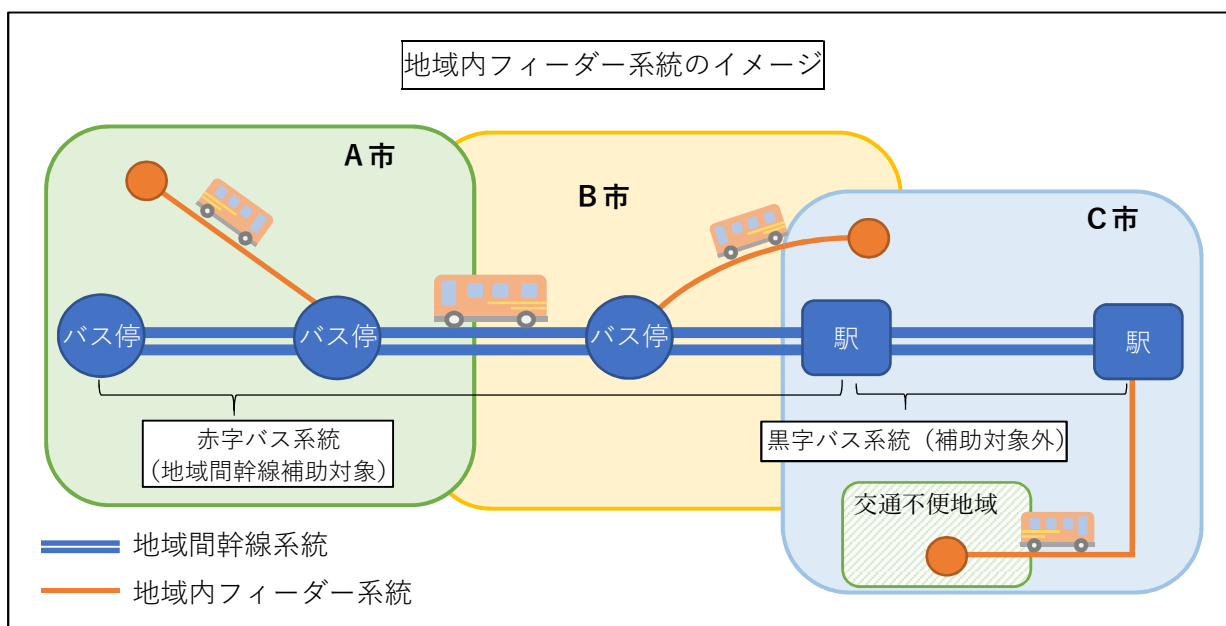 地域内フィーダー系統のイメージ
A市
B市
C市
バス停
バス停
バス停
駅
駅
赤字バス系統
(地域間幹線補助対象)
黒字バス系統(補助対象外)
交通不便地域
地域間幹線系統
地域内フィーダー系統